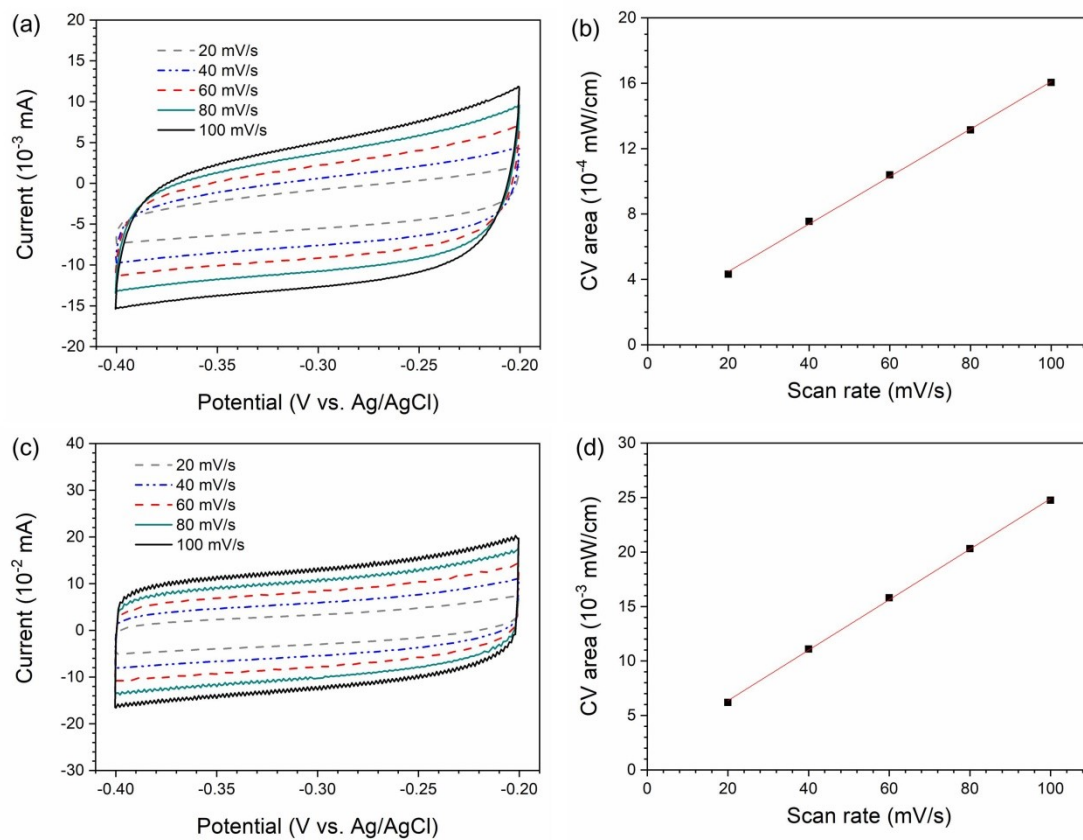 (a)
20 mV/s
40 mV/s
60 mV/s
80 mV/s
100 mV/s
20
15
10
5
0
-5
-10
-15
-20
Current (10⁻³ mA)
-0.40 -0.35 -0.30 -0.25 -0.20
Potential (V vs. Ag/AgCl)
(b)
20
16
12
8
4
0
CV area (10⁻⁴ mW/cm)
0 20 40 60 80 100
Scan rate (mV/s)
(c)
20 mV/s
40 mV/s
60 mV/s
80 mV/s
100 mV/s
40
30
20
10
0
-10
-20
-30
Current (10⁻² mA)
-0.40 -0.35 -0.30 -0.25 -0.20
Potential (V vs. Ag/AgCl)
(d)
30
25
20
15
10
5
0
CV area (10⁻³ mW/cm)
0 20 40 60 80 100
Scan rate (mV/s)